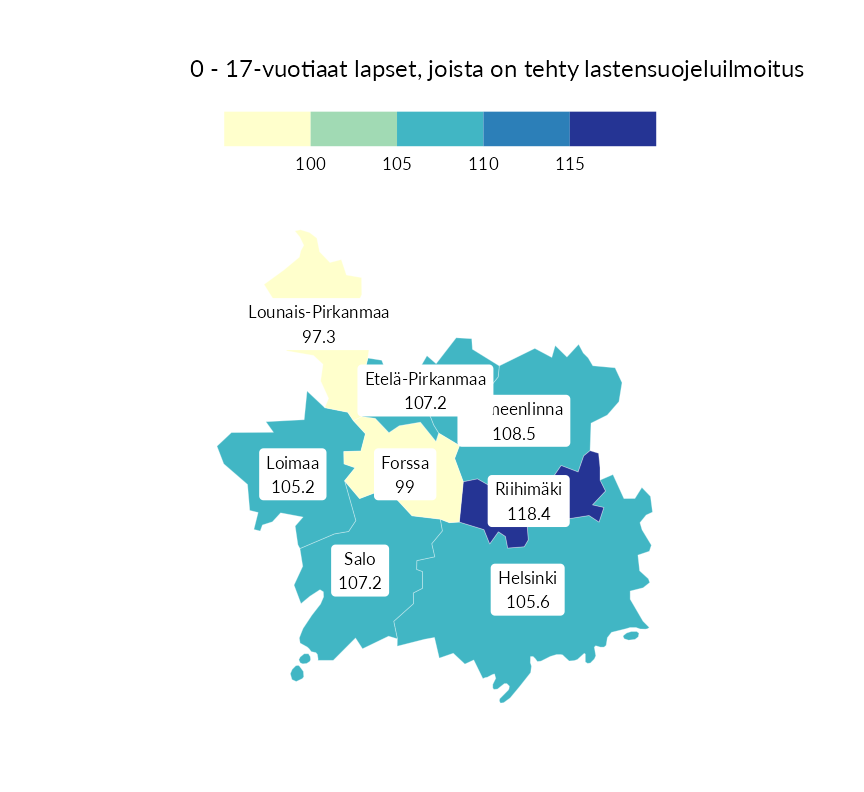 0 - 17-vuotiaat lapset, joista on tehty lastensuojeluilmoitus
100 105 110 115
Lounais-Pirkanmaa
97.3
Etelä-Pirkanmaa
107.2
108.5
Loimaa
105.2
Forssa
99
Riihimäki
118.4
Salo
107.2
Helsinki
105.6